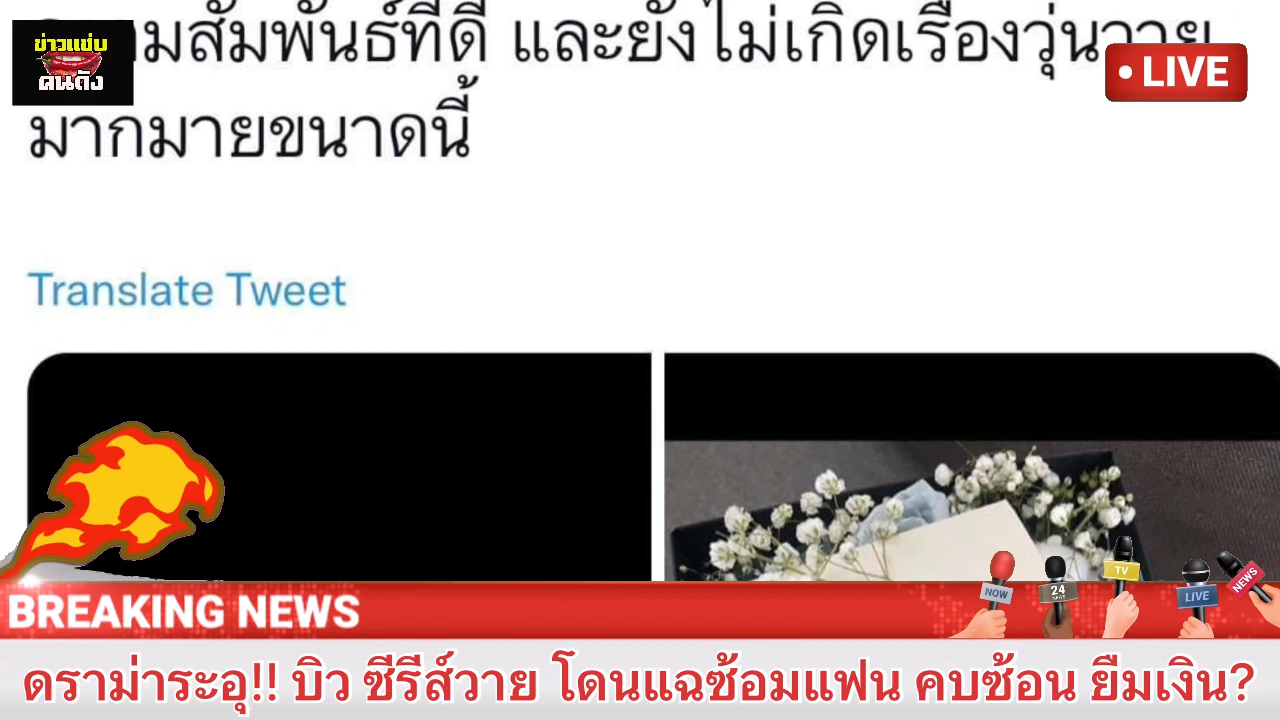 ข่าวแซ่บ
คนดัง
มสัมพันธ์ที่ดี และยังไม่เกิดเรื่องวุ่นวาย
มากมายขนาดนี้
LIVE
Translate Tweet
NOW
24
TV
LIVE
NEWS
BREAKING NEWS
ดราม่าระอุ!! บิว ซีรีส์วาย โดนแฉซ้อมแฟน คบซ้อน ยืมเงิน?